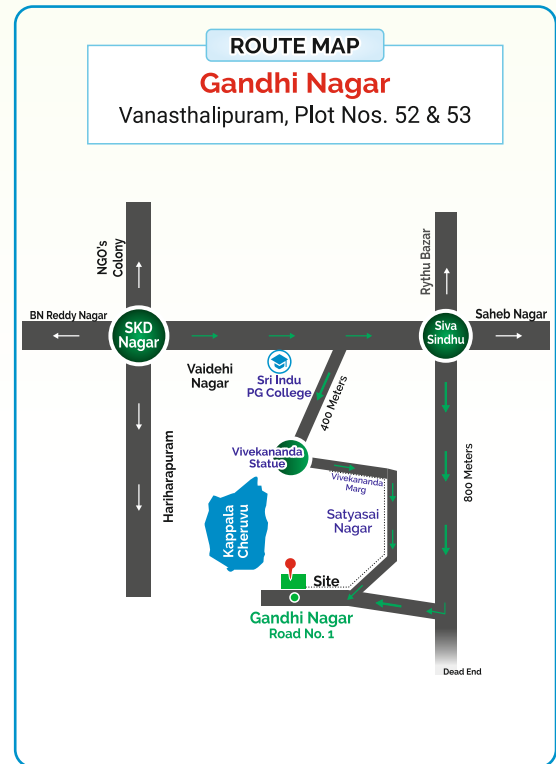 ROUTE MAP
Gandhi Nagar
Vanasthalipuram, Plot Nos. 52 & 53
NGO's
Colony
Rythu Bazar
BN Reddy Nagar
SKD
Nagar
Siva
Sindhu
Saheb Nagar
Vaidehi
Nagar
Sri Indu
PG College
400 Meters
Hariharapuram
Vivekananda
Statue
Vivekananda
Marg
800 Meters
Satyasai
Nagar
Kappala
Cheruvu
Site
Gandhi Nagar
Road No. 1
Dead End